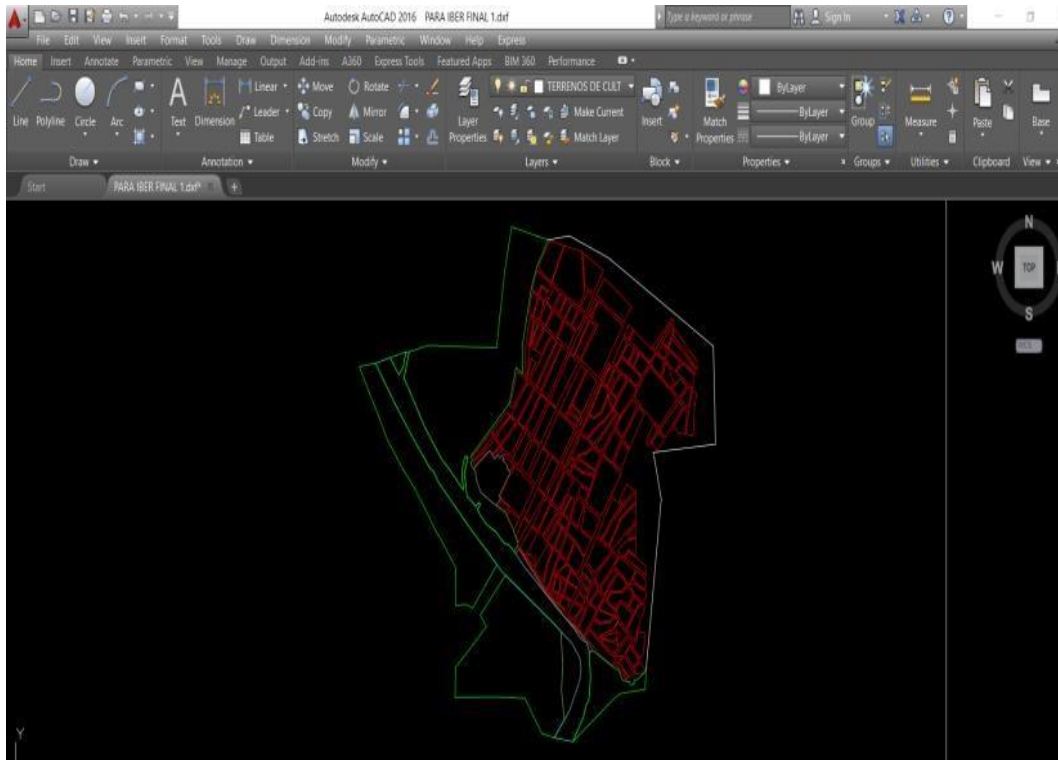 Autodesk AutoCAD 2016 PARA IBER FINAL 1.dxf
Type a keyword or phrase
Sign In
File Edit View Insert Format Tools Draw Dimension Modify Parametric Window Help Express
Home Insert Annotate Parametric View Manage Output Add-ins A360 Express Tools Featured Apps BIM 360 Performance
Linear Move Rotate TERRENOS DE CULT ByLayer
Leader Copy Mirror Make Current ByLayer
Table Stretch Scale Match Layer ByLayer
Line Polyline Circle Arc Text Dimension Layer Properties Insert Match Properties Group Measure Paste Base
Draw Annotation Modify Layers Block Properties Groups Utilities Clipboard View
Start PARA IBER FINAL 1.dxf*
N
W TOP
S
Y